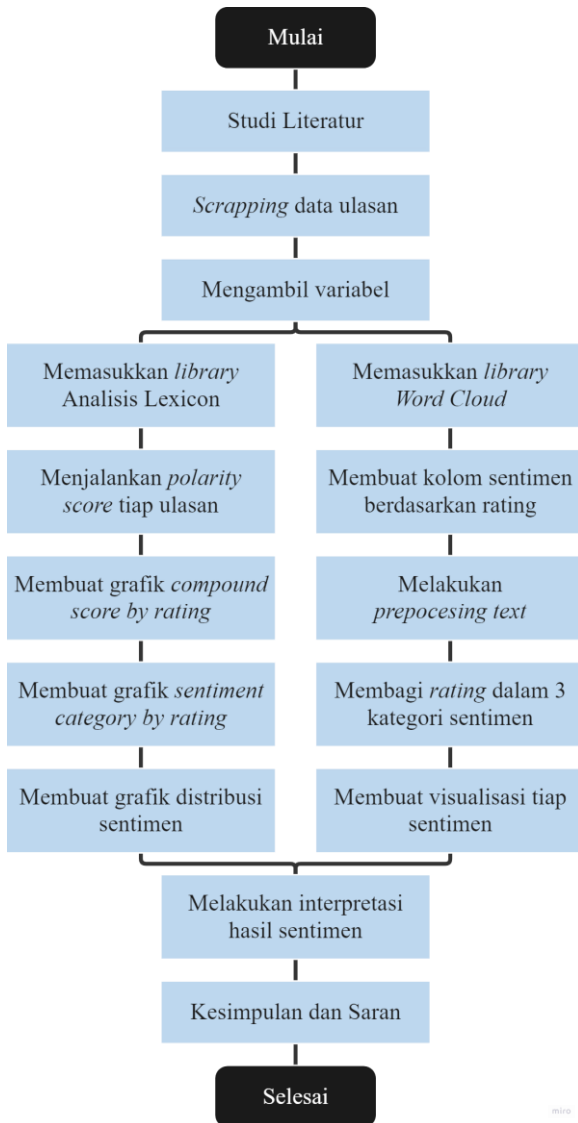 Mulai
Studi Literatur
Scrapping data ulasan
Mengambil variabel
Memasukkan library
Analisis Lexicon
Menjalankan polarity
score tiap ulasan
Membuat grafik compound
score by rating
Membuat grafik sentiment
category by rating
Membuat grafik distribusi
sentimen
Memasukkan library
Word Cloud
Membuat kolom sentimen
berdasarkan rating
Melakukan
prepocesing text
Membagi rating dalam 3
kategori sentimen
Membuat visualisasi tiap
sentimen
Melakukan interpretasi
hasil sentimen
Kesimpulan dan Saran
Selesai
miro